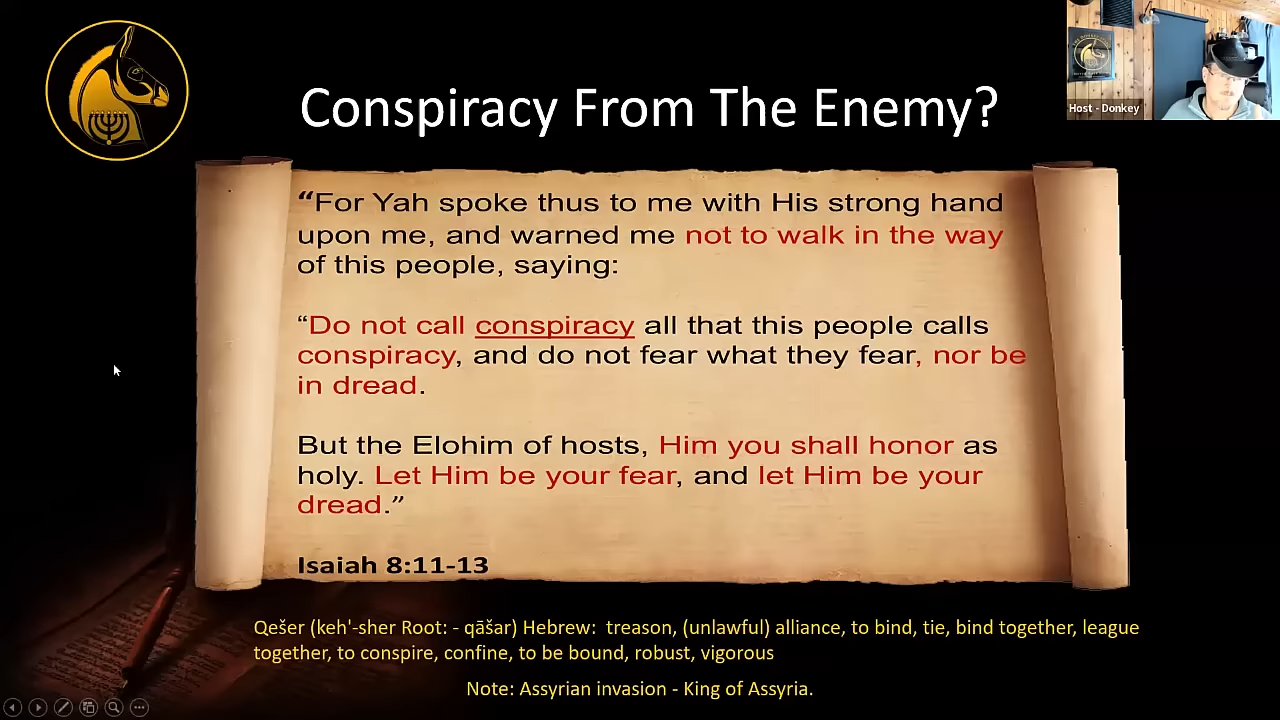 Conspiracy From The Enemy?
Host - Donkey
“For Yah spoke thus to me with His strong hand
upon me, and warned me not to walk in the way
of this people, saying:
“Do not call conspiracy all that this people calls
conspiracy, and do not fear what they fear, nor be
in dread.
But the Elohim of hosts, Him you shall honor as
holy. Let Him be your fear, and let Him be your
dread.”
Isaiah 8:11-13
Qešer (keh'-sher Root: - qāšar) Hebrew:  treason, (unlawful) alliance, to bind, tie, bind together, league
together, to conspire, confine, to be bound, robust, vigorous
Note: Assyrian invasion - King of Assyria.